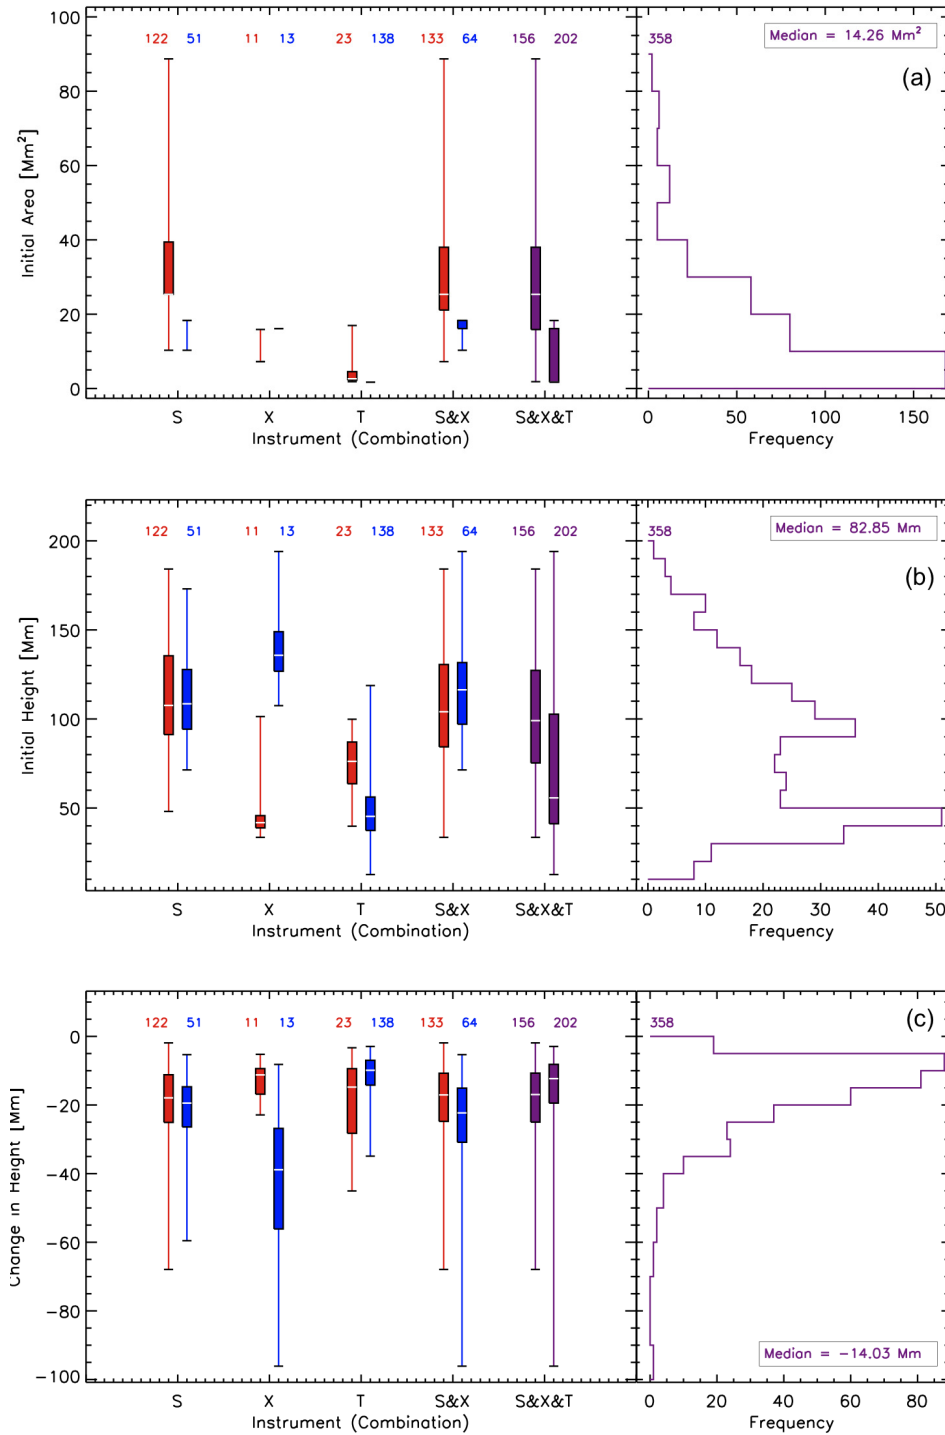 122 51 11 13 23 138 133 64 156 202 358 Median = 14.26 Mm²
(a)
80
60
40
20
0
Initial Area [Mm²]
S X T S&X S&X&T 0 50 100 150
Instrument (Combination) Frequency
122 51 11 13 23 138 133 64 156 202 358 Median = 82.85 Mm
(b)
200
150
100
50
Initial Height [Mm]
S X T S&X S&X&T 0 10 20 30 40 50
Instrument (Combination) Frequency
122 51 11 13 23 138 133 64 156 202 358 (c)
0
−20
−40
−60
−80
−100
Change in Height [Mm]
Median = −14.03 Mm
S X T S&X S&X&T 0 20 40 60 80
Instrument (Combination) Frequency
100